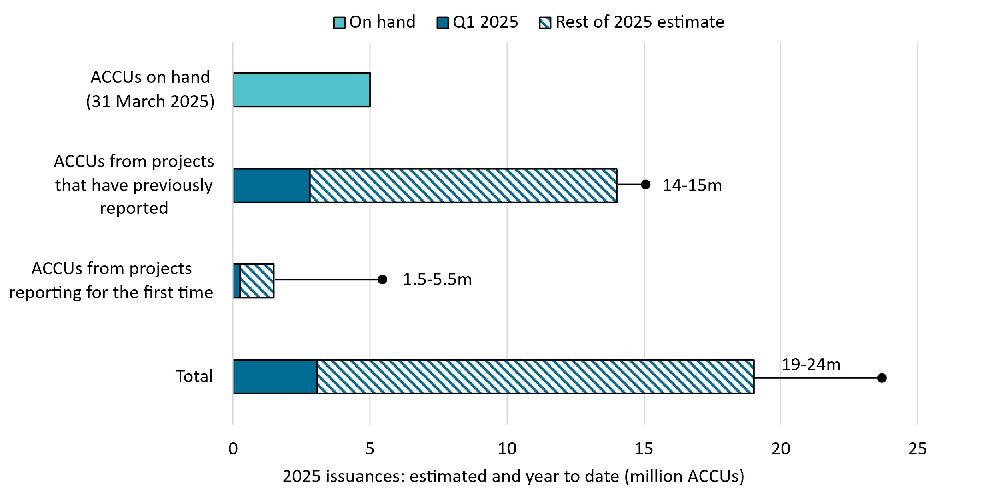 On hand Q1 2025 Rest of 2025 estimate
ACCUs on hand
(31 March 2025)
ACCUs from projects
that have previously
reported
14-15m
ACCUs from projects
reporting for the first time
1.5-5.5m
Total
19-24m
0 5 10 15 20 25
2025 issuances: estimated and year to date (million ACCUs)